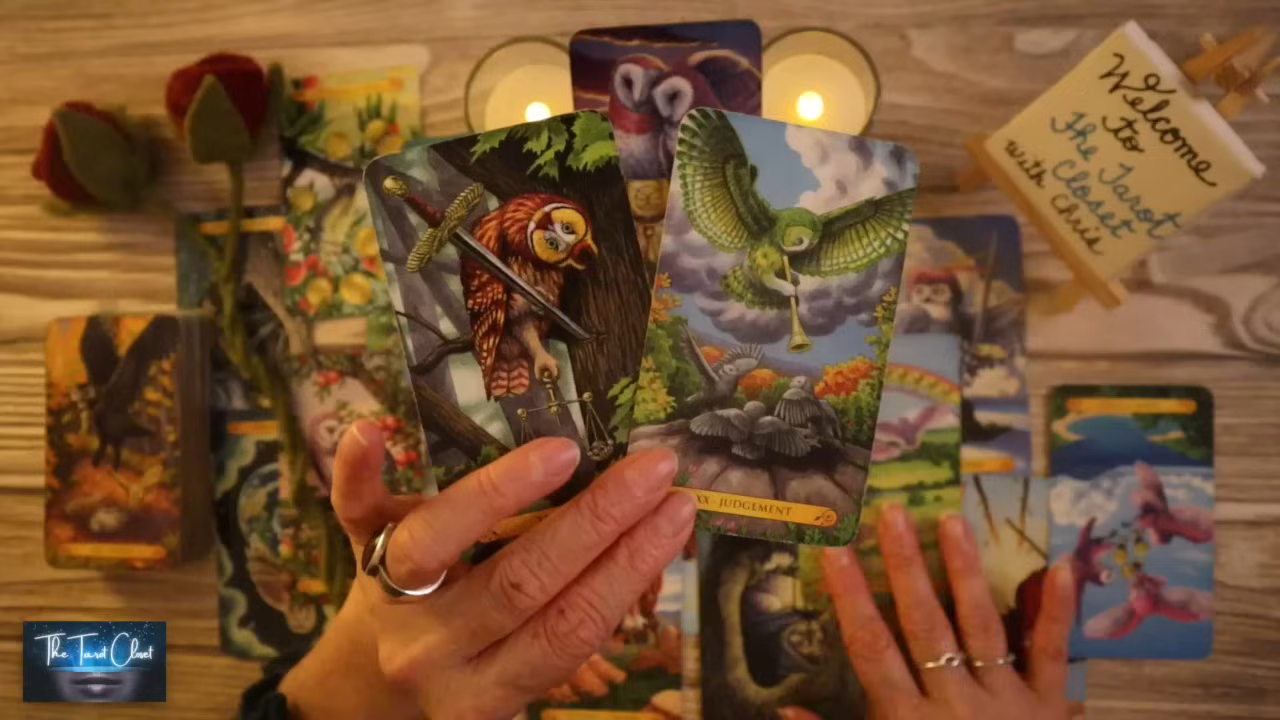 Welcome
to
The Tarot
Closet
with Chris
XX · JUDGEMENT
The Tarot Closet